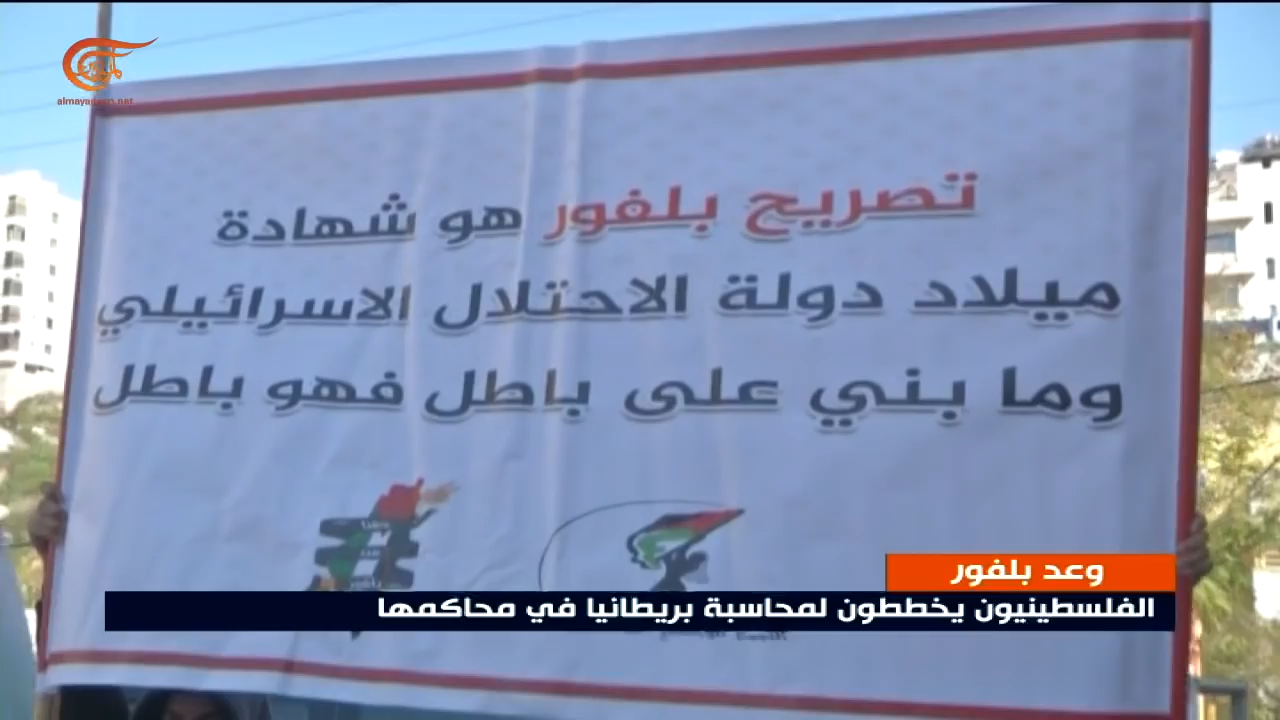 الميادين
almayadeen.net
تصريح بلفور هو شهادة
ميلاد دولة الاحتلال الاسرائيلي
وما بني على باطل فهو باطل
وعد بلفور
الفلسطينيون يخططون لمحاسبة بريطانيا في محاكمها